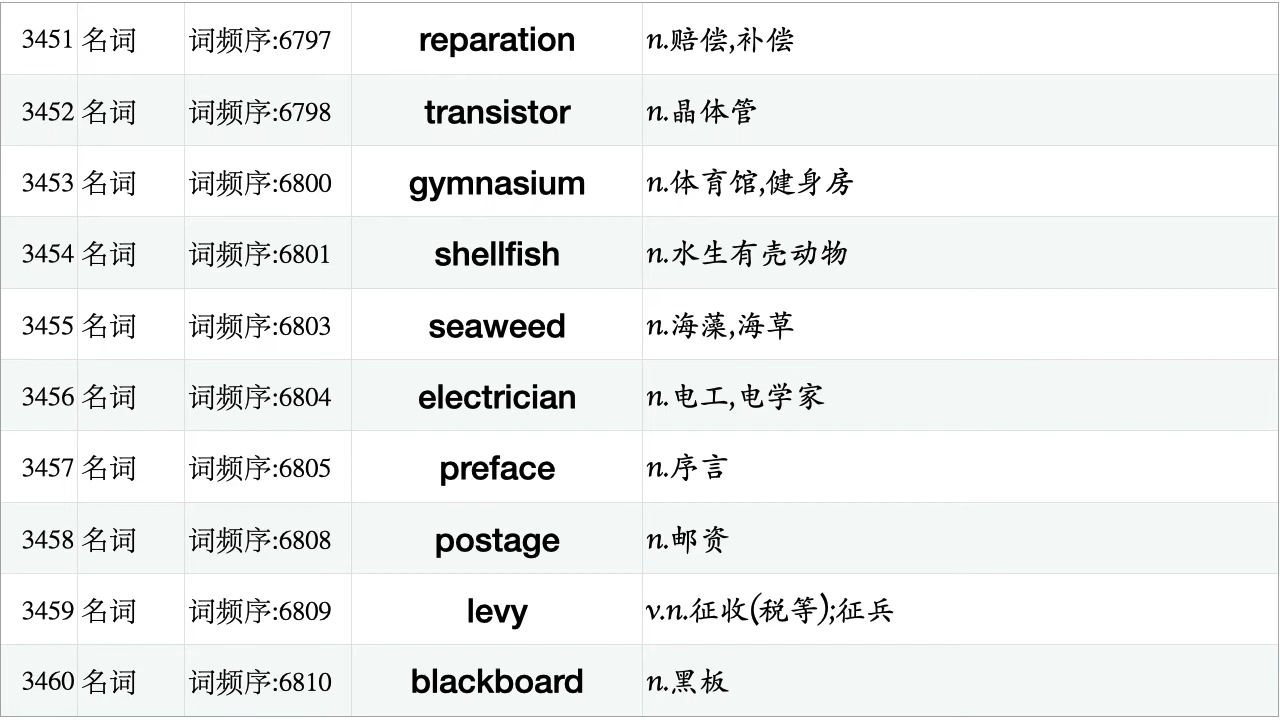 3451 名词 词频序:6797 reparation n.赔偿,补偿
3452 名词 词频序:6798 transistor n.晶体管
3453 名词 词频序:6800 gymnasium n.体育馆,健身房
3454 名词 词频序:6801 shellfish n.水生有壳动物
3455 名词 词频序:6803 seaweed n.海藻,海草
3456 名词 词频序:6804 electrician n.电工,电学家
3457 名词 词频序:6805 preface n.序言
3458 名词 词频序:6808 postage n.邮资
3459 名词 词频序:6809 levy v.n.征收(税等);征兵
3460 名词 词频序:6810 blackboard n.黑板